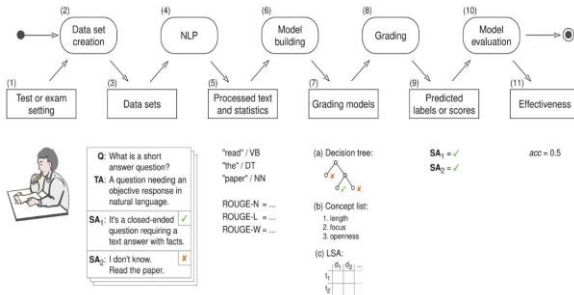 (2)
Data set
creation
(4)
NLP
(6)
Model
building
(8)
Grading
(10)
Model
evaluation
(1)
Test or exam
setting
(3)
Data sets
(5)
Processed text
and statistics
(7)
Grading models
(9)
Predicted
labels or scores
(11)
Effectiveness
Q: What is a short
answer question?
TA: A question needing an
objective response in
natural language.
SA1: It's a closed-ended ✓
question requiring a
text answer with facts.
SA2: I don't know. ✗
Read the paper.
"read" / VB
"the" / DT
"paper" / NN
ROUGE-N = ...
ROUGE-L = ...
ROUGE-W = ...
(a) Decision tree:
✗
✓ ✗
(b) Concept list:
1. length
2. focus
3. openness
(c) LSA:
d1 d2 ...
t1
t2
SA1 = ✓
SA2 = ✓
acc = 0.5